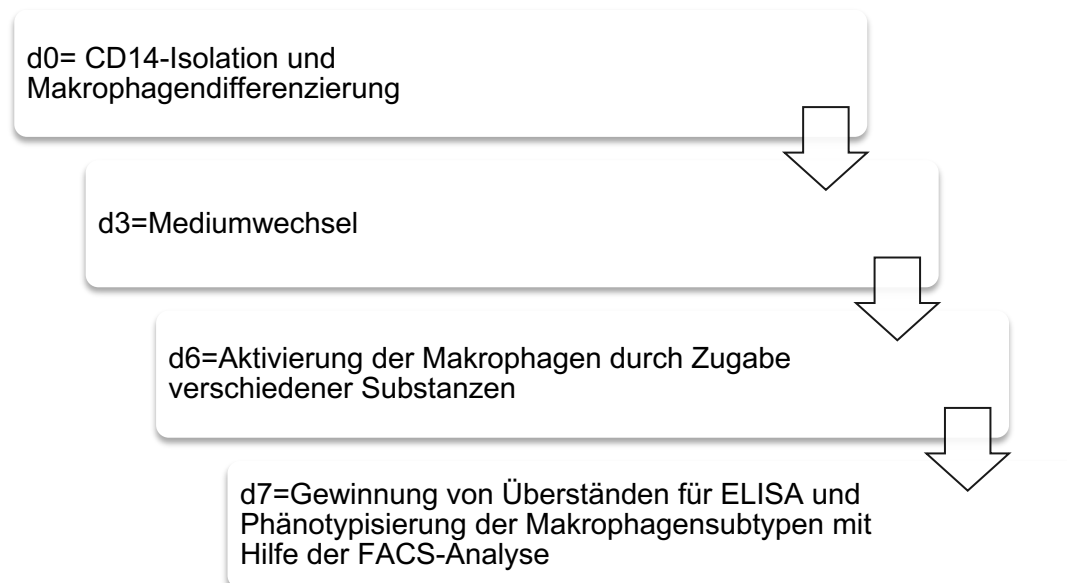 d0= CD14-Isolation und
Makrophagendifferenzierung
d3=Mediumwechsel
d6=Aktivierung der Makrophagen durch Zugabe
verschiedener Substanzen
d7=Gewinnung von Überständen für ELISA und
Phänotypisierung der Makrophagensubtypen mit
Hilfe der FACS-Analyse